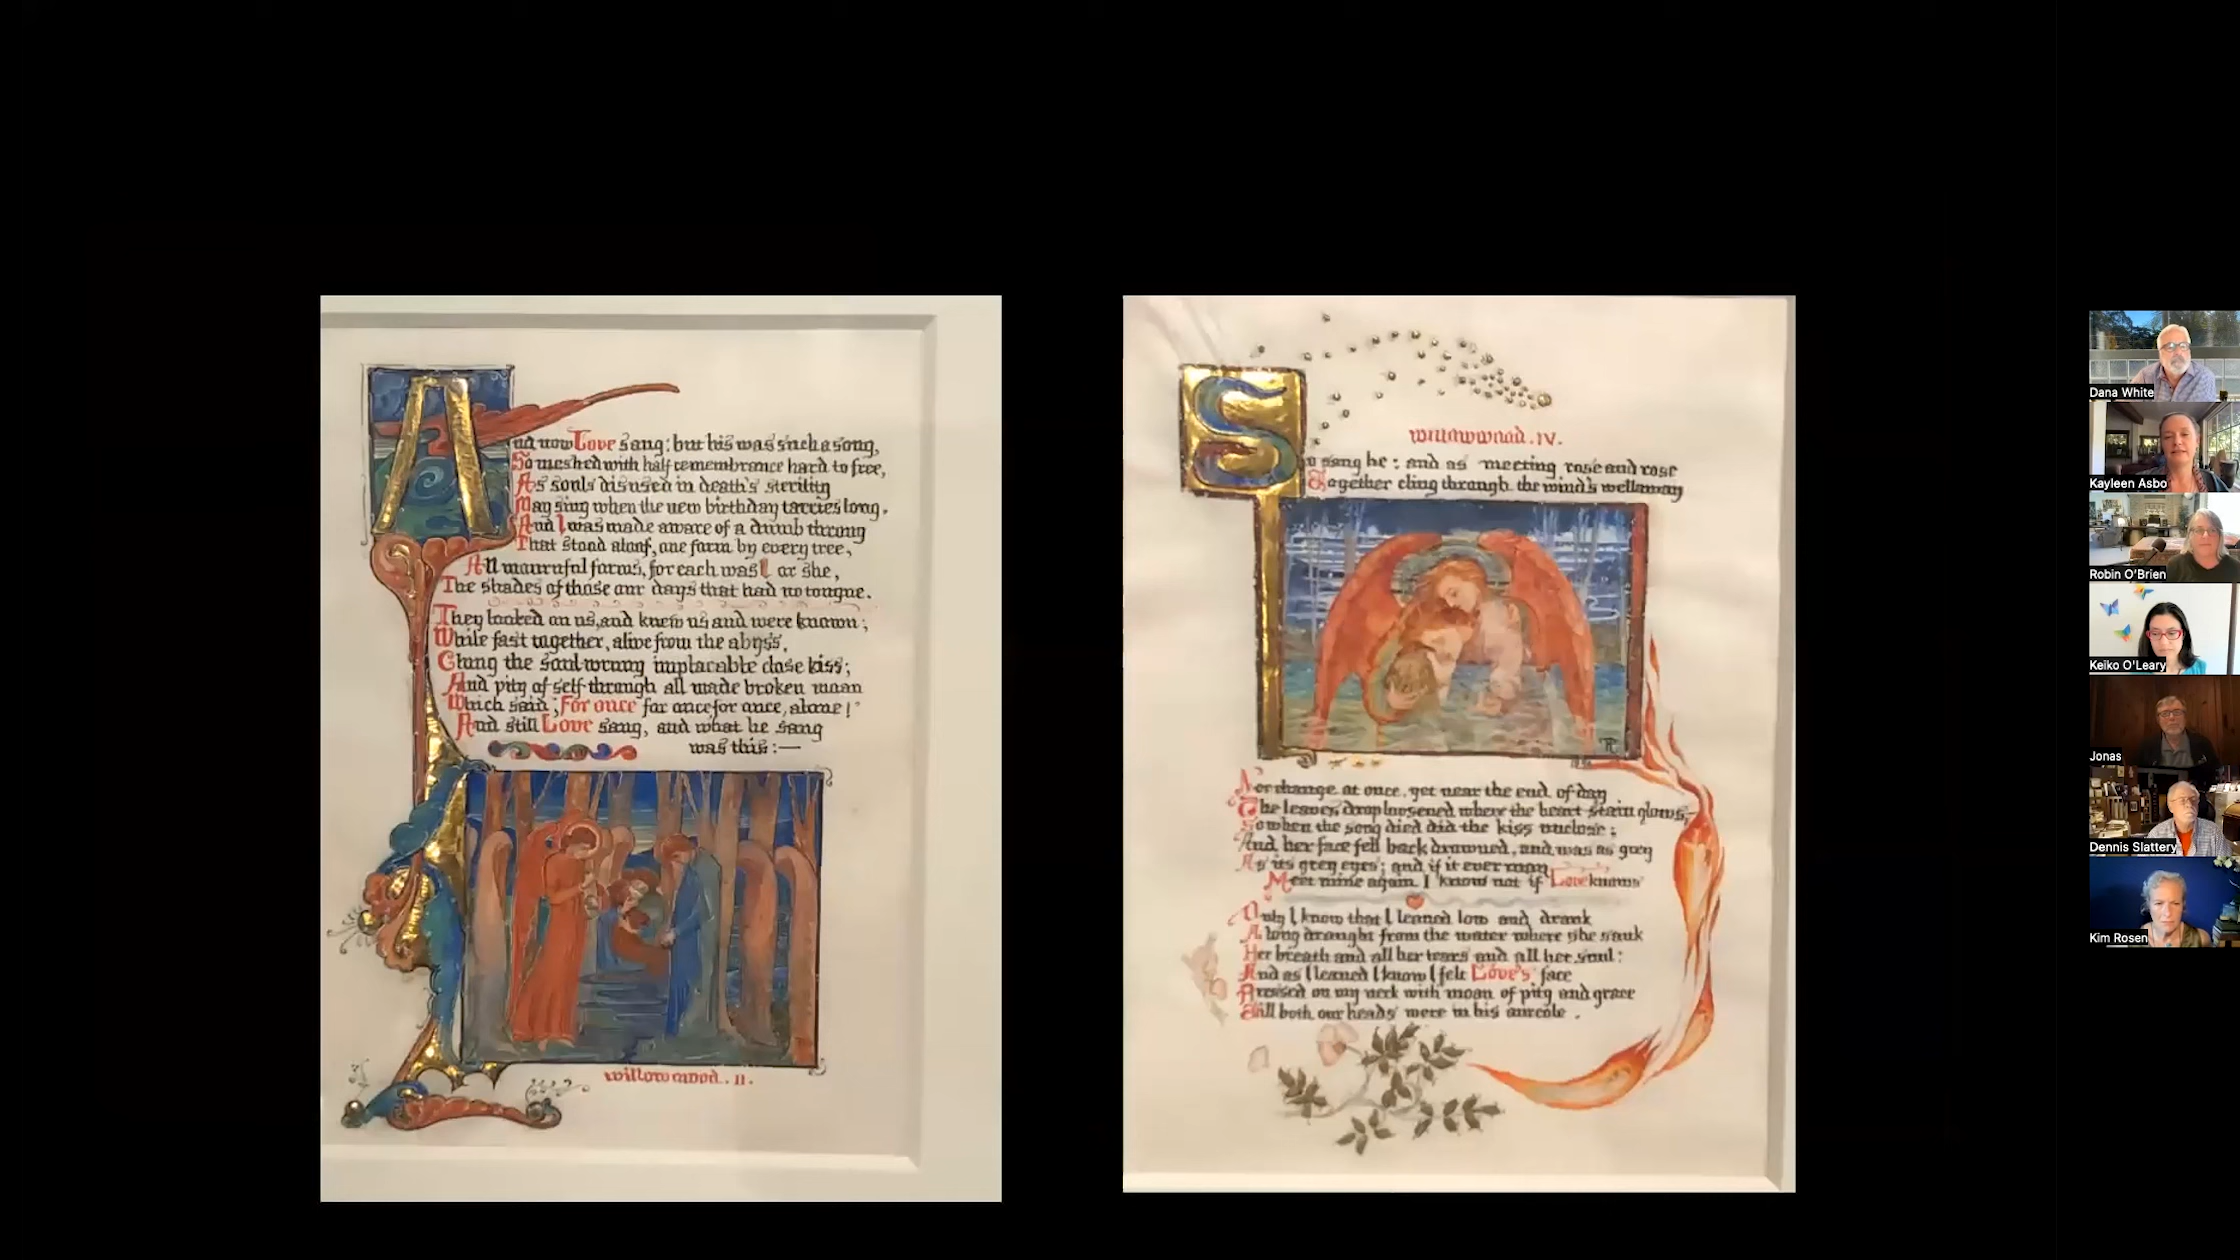 And now Love sang: but his was such a song,
So meshed with half remembrance hard to free,
As souls disused in death's sterility
May sing when the new birthday tarries long.
And I was made aware of a dumb throng
That stood aloof, one form by every tree,
All mournful forms, for each was I or she,
The shades of those our days that had no tongue.
They looked on us, and knew us and were known;
While fast together, alive from the abyss,
Clung the soul-wrung implacable close kiss;
And pity of self through all made broken moan
Which said, 'For once for once for once, alone!'
And still Love sang, and what he sang
was this:—
willowwood. II.
willowwood. IV.
So sang he: and as meeting rose and rose
Together cling through the wind's wellaway
Nor change at once, yet near the end of day
The leaves drop loosened where the heart stain glows,—
So when the song died did the kiss unclose;
And her face fell back drowned, and was as grey
As its grey eyes; and if it ever may
Meet mine again I know not if Love knows
Only I know that I leaned low and drank
A long draught from the water where she sank
Her breath and all her tears and all her soul:
And as I leaned I know I felt Love's face
Pressed on my neck with moan of pity and grace
Till both our heads were in his aureole.
Dana White
Kayleen Asbo
Robin O'Brien
Keiko O'Leary
Jonas
Dennis Slattery
Kim Rosen